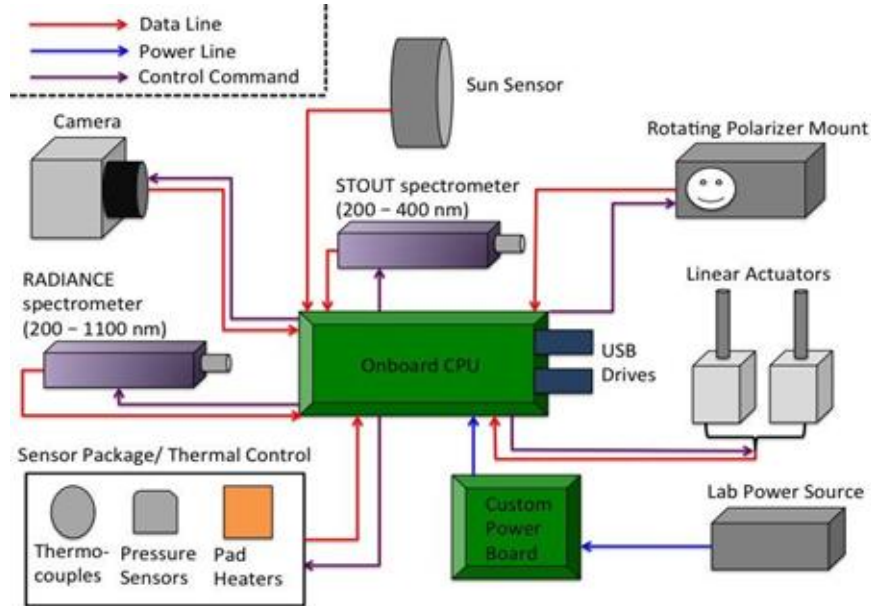 Data Line
Power Line
Control Command
Camera
Sun Sensor
Rotating Polarizer Mount
STOUT spectrometer
(200 – 400 nm)
RADIANCE
spectrometer
(200 – 1100 nm)
Linear Actuators
Onboard CPU
USB
Drives
Sensor Package/ Thermal Control
Thermo-
couples
Pressure
Sensors
Pad
Heaters
Custom
Power
Board
Lab Power Source